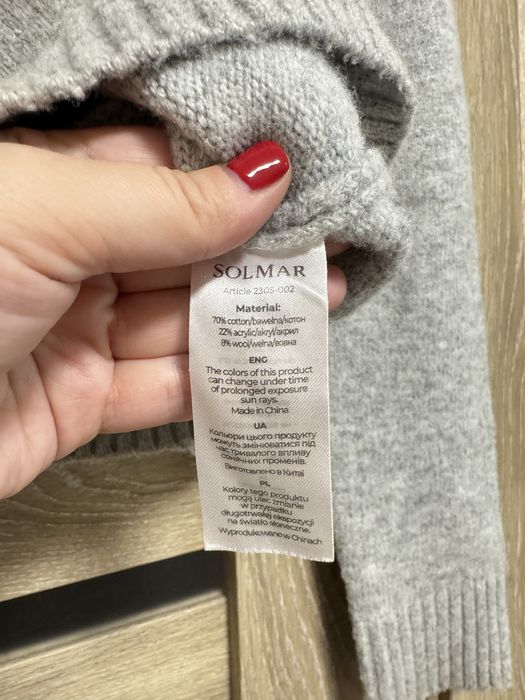 SOLMAR
Article 2305-002
Material:
70% cotton/bawełna/котон
22% acrylic/akryl/акрил
8% wool/wełna/вовна
ENG
The colors of this product
can change under time
of prolonged exposure
sun rays.
Made in China
UA
Кольори цього продукту
можуть змінюватися під
час тривалого впливу
сонячних променів.
Виготовлено в Китаї
PL
Kolory tego produktu
mogą ulec zmianie
w przypadku
długotrwałej ekspozycji
na światło słoneczne.
Wyprodukowano w Chinach